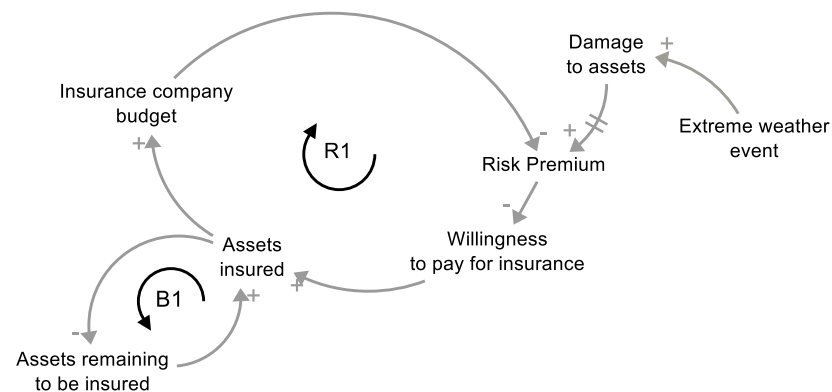 Damage
to assets
+
Insurance company
budget
+
Extreme weather
event
R1
-
+
Risk Premium
-
Willingness
to pay for insurance
Assets
insured
+
+
B1
-
Assets remaining
to be insured